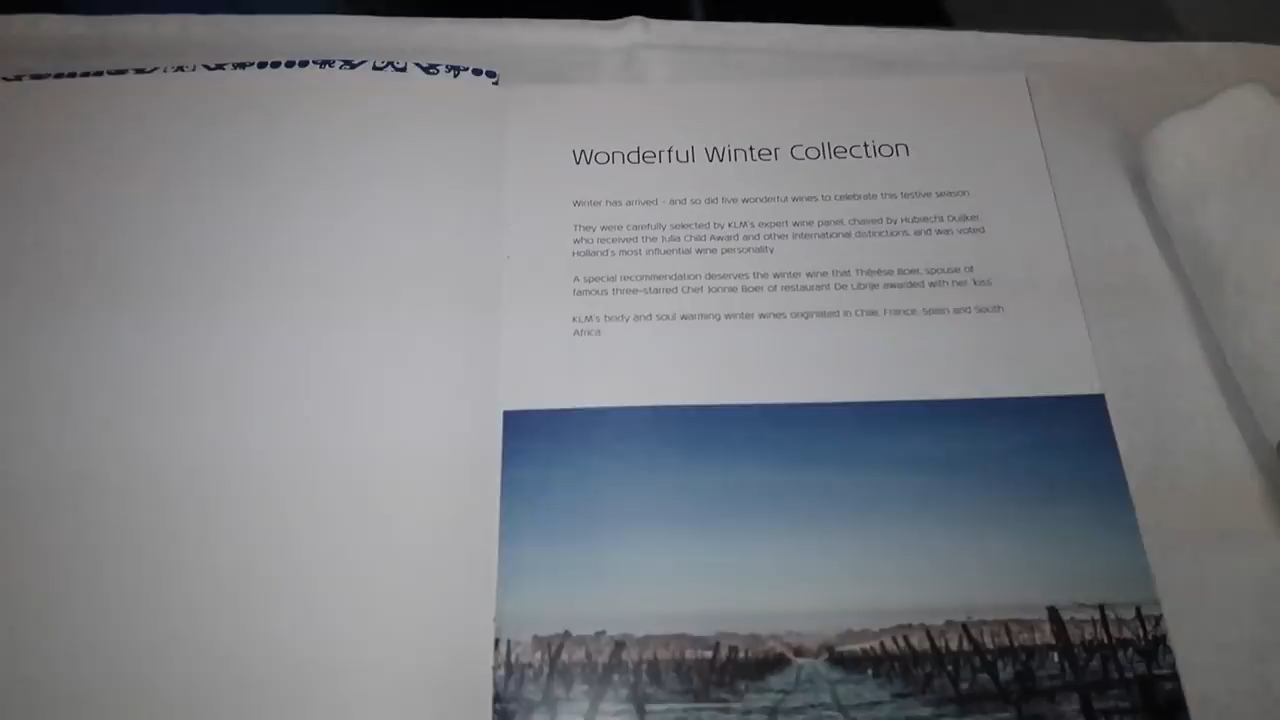 Wonderful Winter Collection
Winter has arrived - and so did five wonderful wines to celebrate this festive season
They were carefully selected by KLM's expert wine panel, chaired by Hubrecht Duijker,
who received the Julia Child Award and other international distinctions, and was voted
Holland's most influential wine personality
A special recommendation deserves the winter wine that Thérèse Boer, spouse of
famous three-starred Chef Jonnie Boer of restaurant De Librije awarded with her 'kiss'
KLM's body and soul warming winter wines originated in Chile, France, Spain and South
Africa